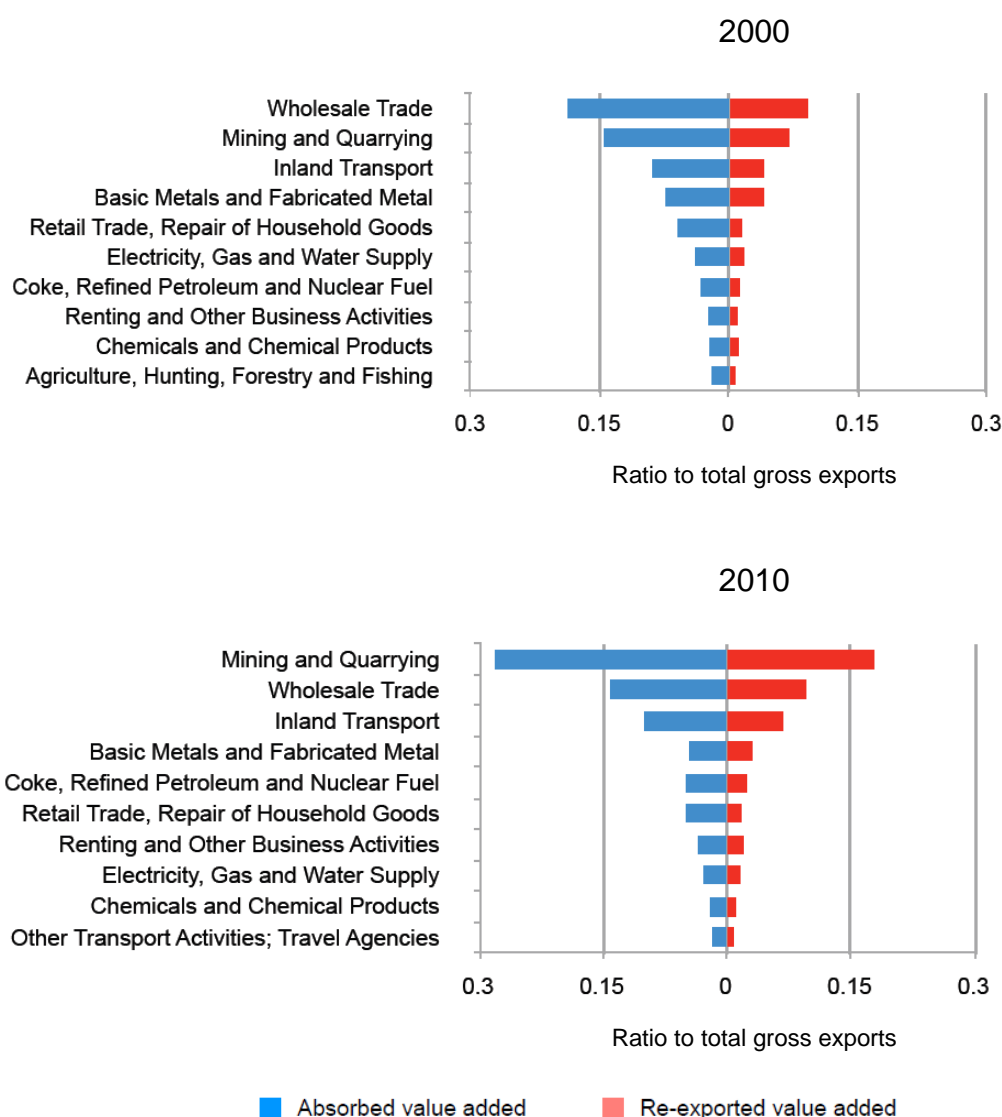 2000
Wholesale Trade
Mining and Quarrying
Inland Transport
Basic Metals and Fabricated Metal
Retail Trade, Repair of Household Goods
Electricity, Gas and Water Supply
Coke, Refined Petroleum and Nuclear Fuel
Renting and Other Business Activities
Chemicals and Chemical Products
Agriculture, Hunting, Forestry and Fishing
0.3 0.15 0 0.15 0.3
Ratio to total gross exports
2010
Mining and Quarrying
Wholesale Trade
Inland Transport
Basic Metals and Fabricated Metal
Coke, Refined Petroleum and Nuclear Fuel
Retail Trade, Repair of Household Goods
Renting and Other Business Activities
Electricity, Gas and Water Supply
Chemicals and Chemical Products
Other Transport Activities; Travel Agencies
0.3 0.15 0 0.15 0.3
Ratio to total gross exports
Absorbed value added Re-exported value added